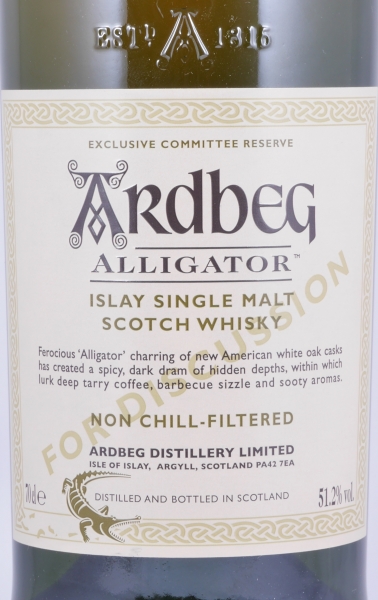 ESTD A 1815
EXCLUSIVE COMMITTEE RESERVE
ARDBEG
ALLIGATOR™
ISLAY SINGLE MALT
SCOTCH WHISKY
FOR DISCUSSION
Ferocious 'Alligator' charring of new American white oak casks
has created a spicy, dark dram of hidden depths, within which
lurk deep tarry coffee, barbecue sizzle and sooty aromas.
NON CHILL-FILTERED
ARDBEG DISTILLERY LIMITED
ISLE OF ISLAY, ARGYLL, SCOTLAND PA42 7EA
70cl e
DISTILLED AND BOTTLED IN SCOTLAND
51.2% vol.